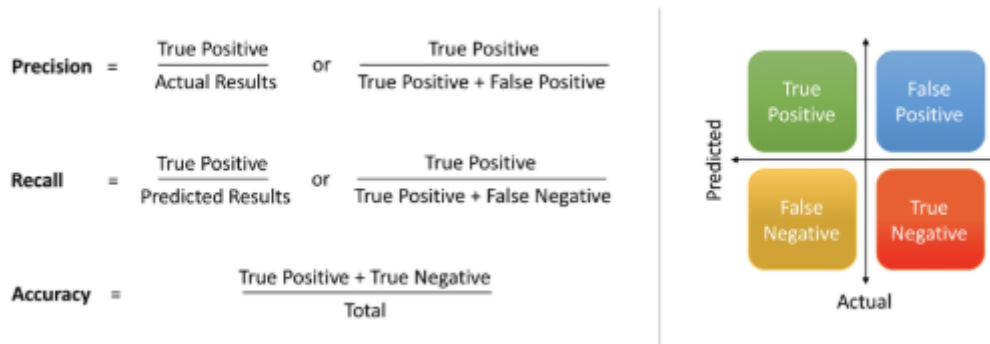 Precision = True Positive / Actual Results or True Positive / True Positive + False Positive
Recall = True Positive / Predicted Results or True Positive / True Positive + False Negative
Accuracy = True Positive + True Negative / Total
True
Positive
False
Positive
Predicted
False
Negative
True
Negative
Actual